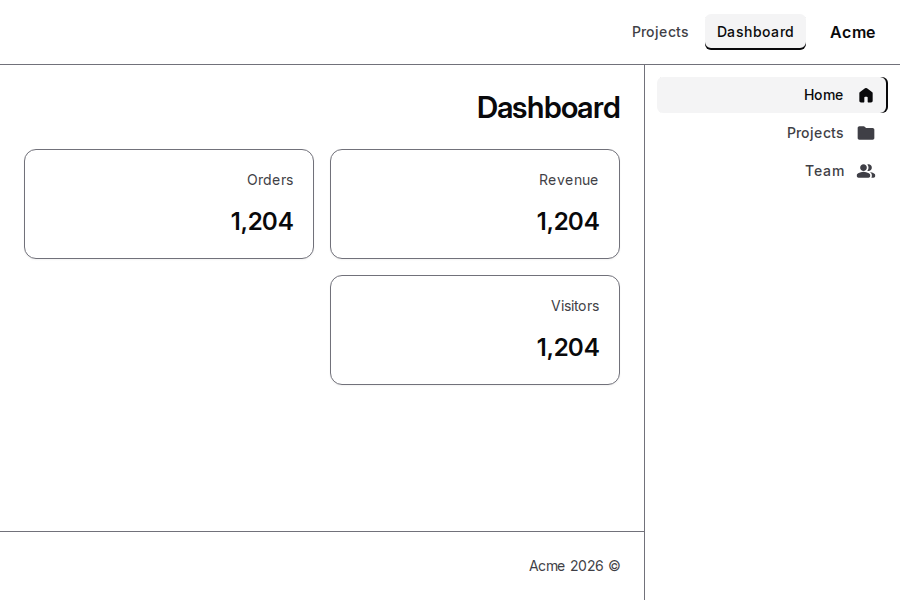 Acme
Dashboard
Projects
Home
Projects
Team
Dashboard
Revenue
1,204
Orders
1,204
Visitors
1,204
Acme 2026 ©